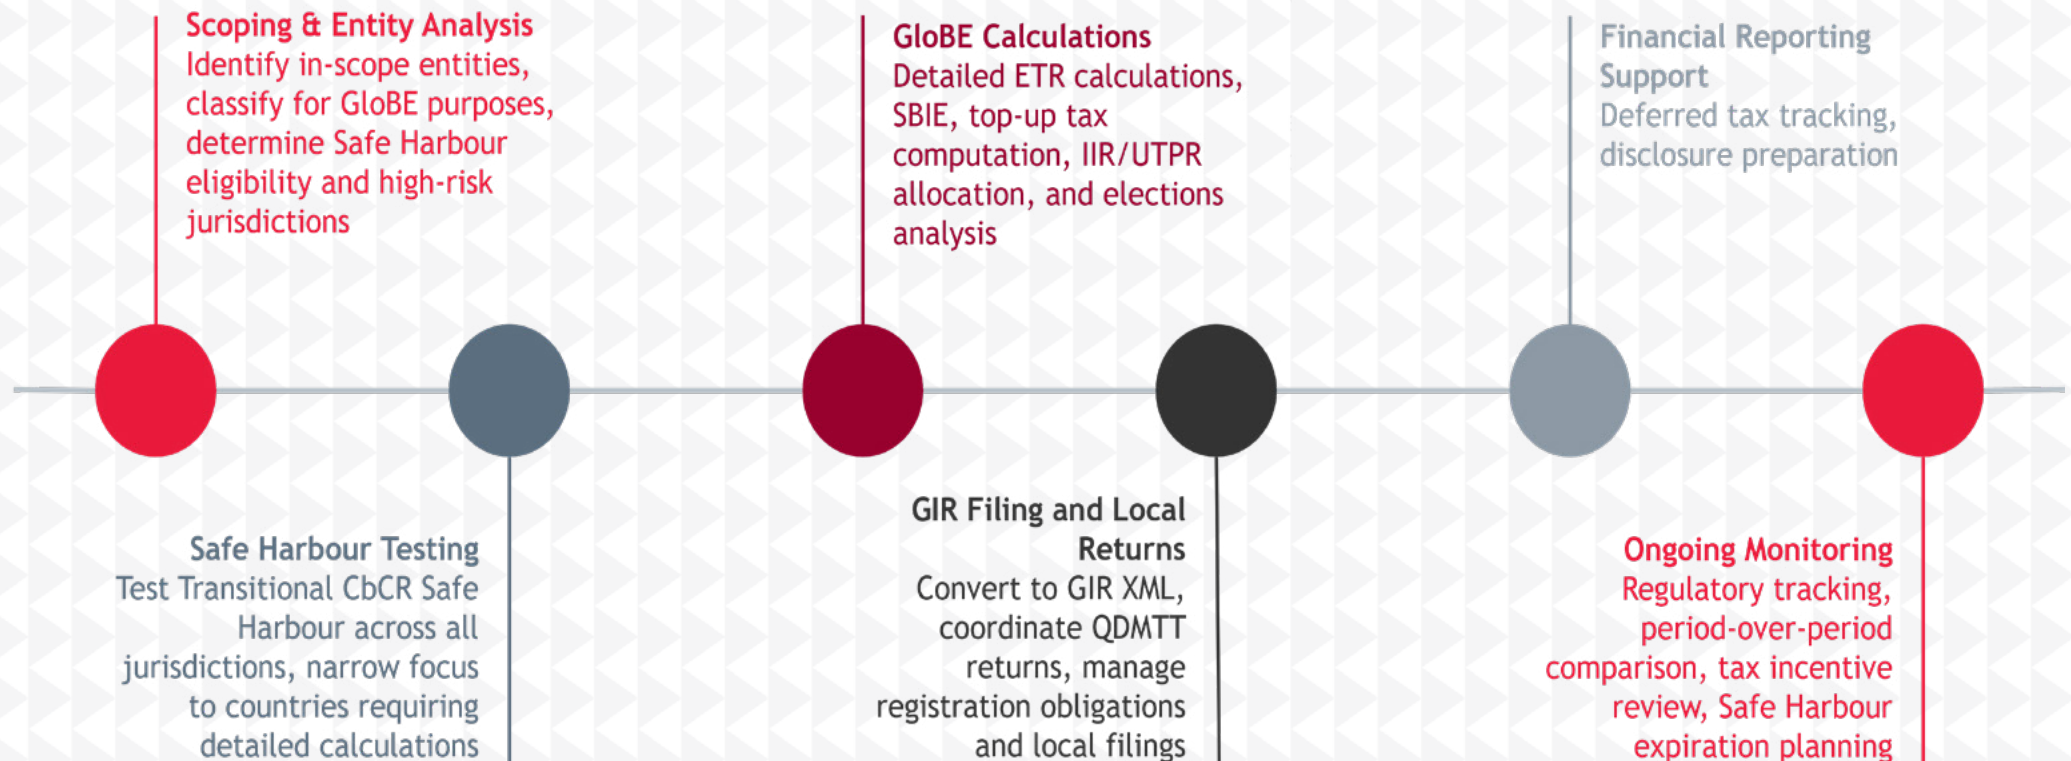 Scoping & Entity Analysis
Identify in-scope entities,
classify for GloBE purposes,
determine Safe Harbour
eligibility and high-risk
jurisdictions
Safe Harbour Testing
Test Transitional CbCR Safe
Harbour across all
jurisdictions, narrow focus
to countries requiring
detailed calculations
GloBE Calculations
Detailed ETR calculations,
SBIE, top-up tax
computation, IIR/UTPR
allocation, and elections
analysis
GIR Filing and Local
Returns
Convert to GIR XML,
coordinate QDMTT
returns, manage
registration obligations
and local filings
Financial Reporting
Support
Deferred tax tracking,
disclosure preparation
Ongoing Monitoring
Regulatory tracking,
period-over-period
comparison, tax incentive
review, Safe Harbour
expiration planning